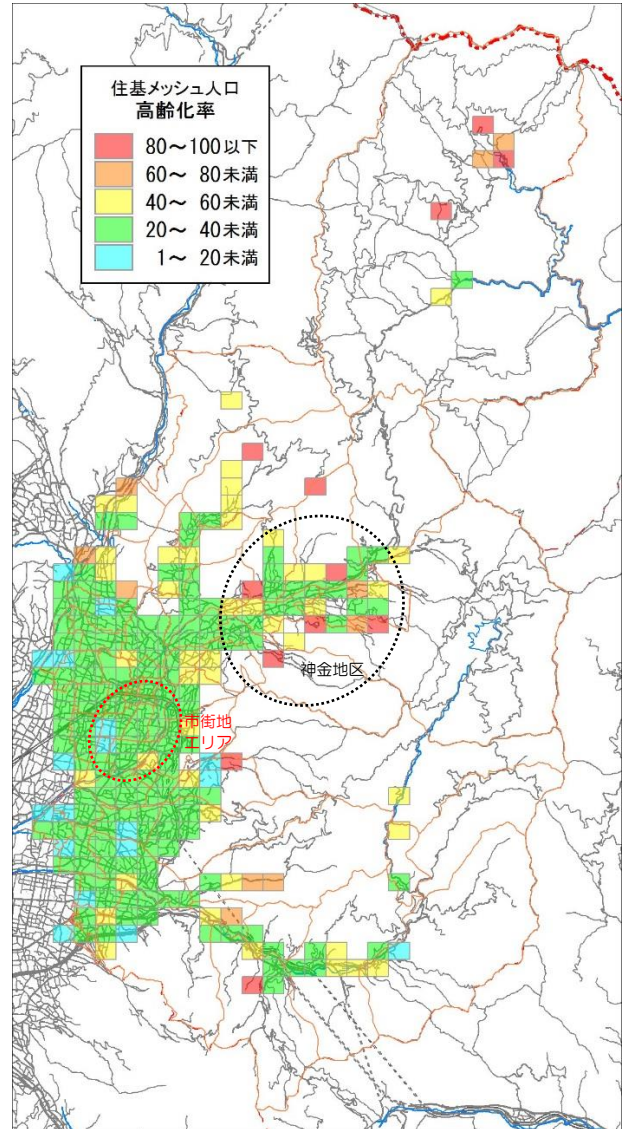 住基メッシュ人口
高齢化率
80～100以下
60～ 80未満
40～ 60未満
20～ 40未満
1～ 20未満
神金地区
市街地
エリア